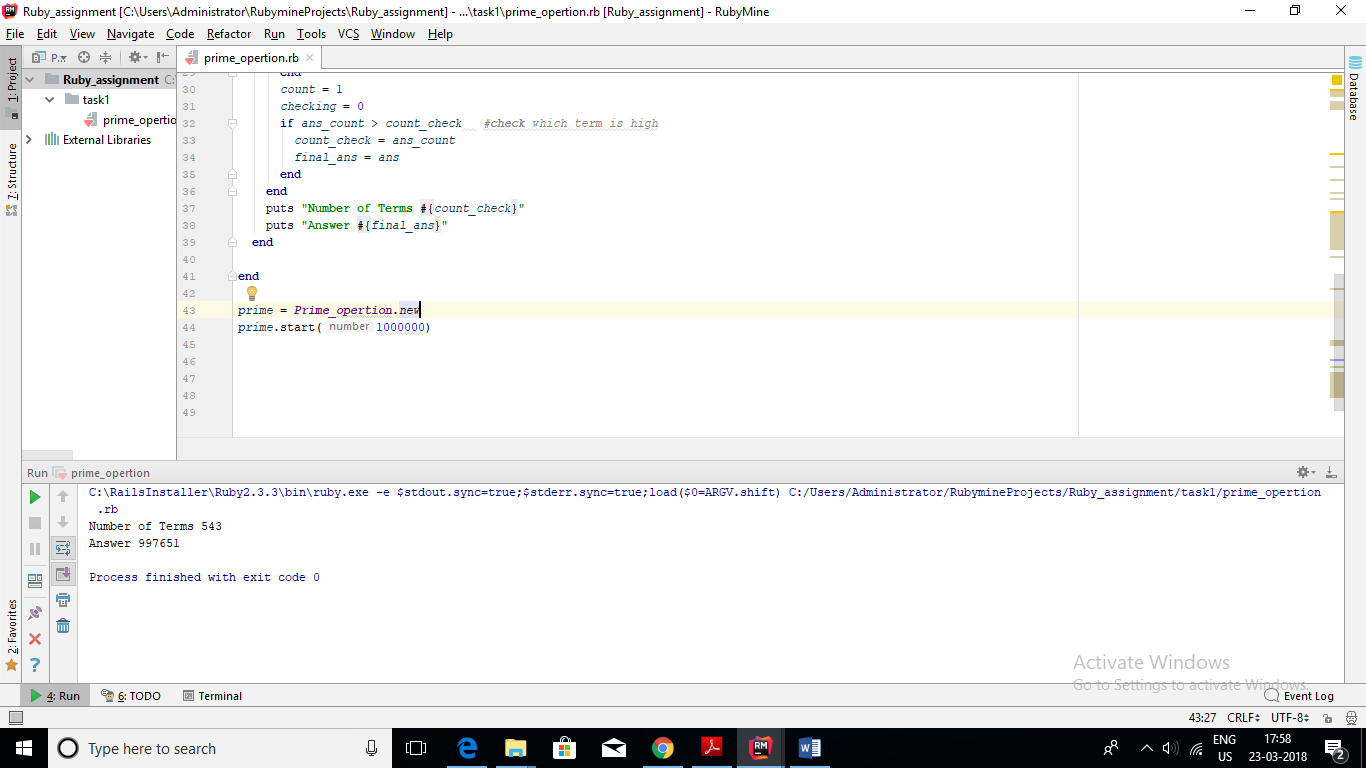 Ruby_assignment [C:\Users\Administrator\RubymineProjects\Ruby_assignment] - ...\task1\prime_opertion.rb [Ruby_assignment] - RubyMine
File Edit View Navigate Code Refactor Run Tools VCS Window Help
P.. prime_opertion.rb
1: Project
7: Structure
2: Favorites
Database
Ruby_assignment C:
task1
prime_opertio
External Libraries
29 end
30 count = 1
31 checking = 0
32 if ans_count > count_check #check which term is high
33 count_check = ans_count
34 final_ans = ans
35 end
36 end
37 puts "Number of Terms #{count_check}"
38 puts "Answer #{final_ans}"
39 end
40
41 end
42
43 prime = Prime_opertion.new
44 prime.start( number 1000000)
45
46
47
48
49
Run prime_opertion
C:\RailsInstaller\Ruby2.3.3\bin\ruby.exe -e $stdout.sync=true;$stderr.sync=true;load($0=ARGV.shift) C:/Users/Administrator/RubymineProjects/Ruby_assignment/task1/prime_opertion
.rb
Number of Terms 543
Answer 997651
Process finished with exit code 0
Activate Windows
Go to Settings to activate Windows.
4: Run 6: TODO Terminal Event Log
43:27 CRLF UTF-8
Type here to search
ENG
US
17:58
23-03-2018
2